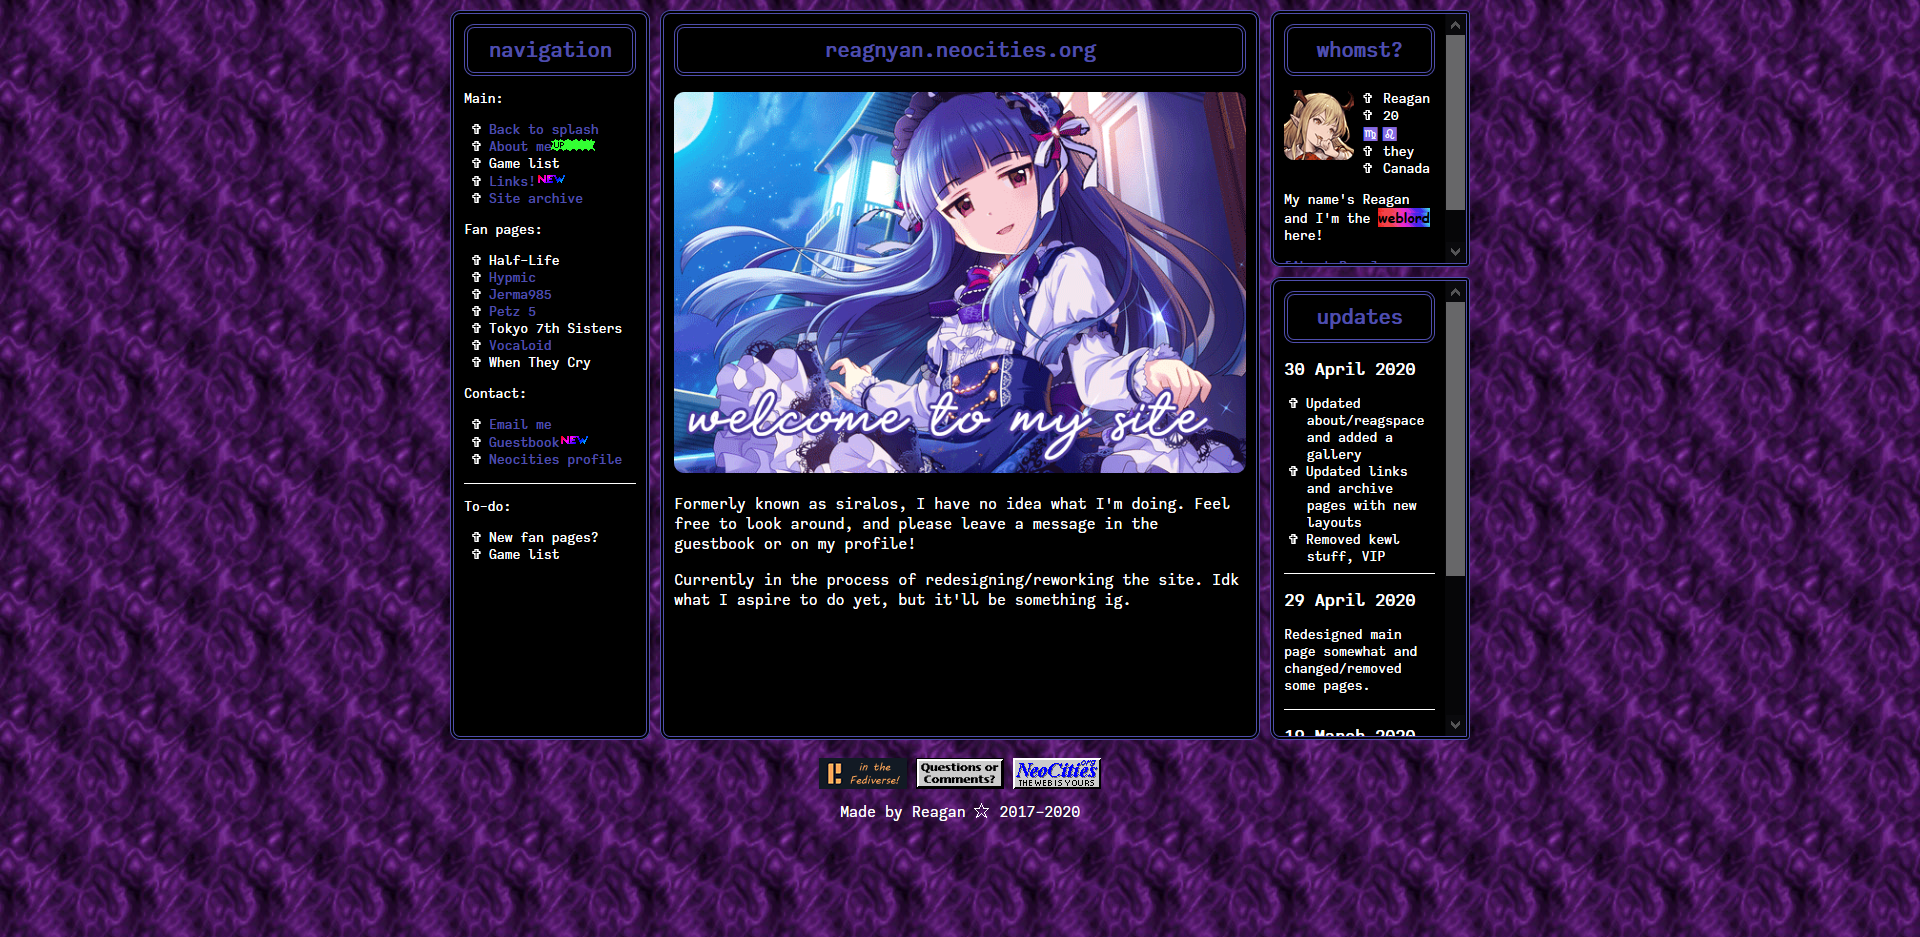 navigation
Main:
✞ Back to splash
✞ About me UP
✞ Game list
✞ Links! NEW
✞ Site archive
Fan pages:
✞ Half-Life
✞ Hypmic
✞ Jerma985
✞ Petz 5
✞ Tokyo 7th Sisters
✞ Vocaloid
✞ When They Cry
Contact:
✞ Email me
✞ Guestbook NEW
✞ Neocities profile
To-do:
✞ New fan pages?
✞ Game list
reagnyan.neocities.org
welcome to my site
Formerly known as siralos, I have no idea what I'm doing. Feel
free to look around, and please leave a message in the
guestbook or on my profile!
Currently in the process of redesigning/reworking the site. Idk
what I aspire to do yet, but it'll be something ig.
whomst?
✞ Reagan
✞ 20
♍ ♌
✞ they
✞ Canada
My name's Reagan
and I'm the weblord
here!
updates
30 April 2020
✞ Updated
about/reagspace
and added a
gallery
✞ Updated links
and archive
pages with new
layouts
✞ Removed kewl
stuff, VIP
29 April 2020
Redesigned main
page somewhat and
changed/removed
some pages.
19 March 2020
in the
Fediverse!
Questions or
Comments?
NeoCities.org
THE WEB IS YOURS
Made by Reagan ☆ 2017-2020